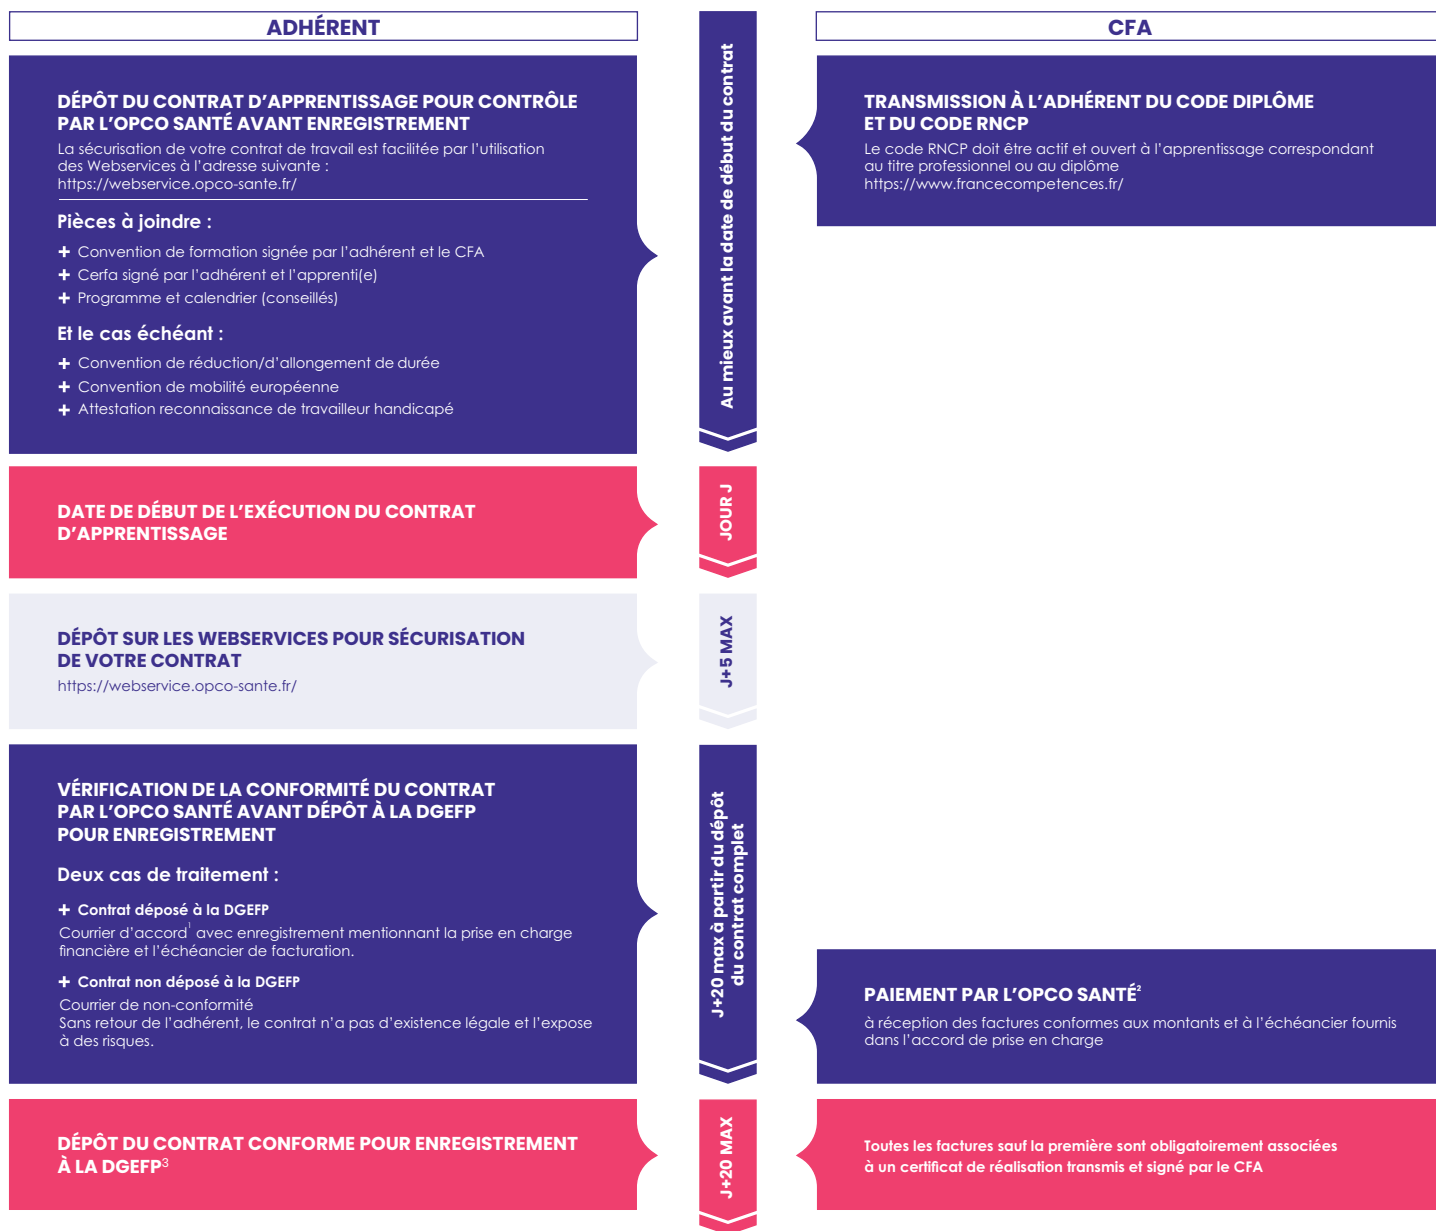 ADHÉRENT
DÉPÔT DU CONTRAT D’APPRENTISSAGE POUR CONTRÔLE
PAR L’OPCO SANTÉ AVANT ENREGISTREMENT
La sécurisation de votre contrat de travail est facilitée par l’utilisation
des Webservices à l’adresse suivante :
https://webservice.opco-sante.fr/
Pièces à joindre :
+ Convention de formation signée par l’adhérent et le CFA
+ Cerfa signé par l’adhérent et l’apprenti(e)
+ Programme et calendrier (conseillés)
Et le cas échéant :
+ Convention de réduction/d’allongement de durée
+ Convention de mobilité européenne
+ Attestation reconnaissance de travailleur handicapé
Au mieux avant la date de début du contrat
CFA
TRANSMISSION À L’ADHÉRENT DU CODE DIPLÔME
ET DU CODE RNCP
Le code RNCP doit être actif et ouvert à l’apprentissage correspondant
au titre professionnel ou au diplôme
https://www.francecompetences.fr/
DATE DE DÉBUT DE L’EXÉCUTION DU CONTRAT
D’APPRENTISSAGE
JOUR J
DÉPÔT SUR LES WEBSERVICES POUR SÉCURISATION
DE VOTRE CONTRAT
https://webservice.opco-sante.fr/
J+5 MAX
VÉRIFICATION DE LA CONFORMITÉ DU CONTRAT
PAR L’OPCO SANTÉ AVANT DÉPÔT À LA DGEFP
POUR ENREGISTREMENT
Deux cas de traitement :
+ Contrat déposé à la DGEFP
Courrier d’accord¹ avec enregistrement mentionnant la prise en charge
financière et l’échéancier de facturation.
+ Contrat non déposé à la DGEFP
Courrier de non-conformité
Sans retour de l’adhérent, le contrat n’a pas d’existence légale et l’expose
à des risques.
J+20 max à partir du dépôt
du contrat complet
PAIEMENT PAR L’OPCO SANTÉ²
à réception des factures conformes aux montants et à l’échéancier fournis
dans l’accord de prise en charge
DÉPÔT DU CONTRAT CONFORME POUR ENREGISTREMENT
À LA DGEFP³
J+20 MAX
Toutes les factures sauf la première sont obligatoirement associées
à un certificat de réalisation transmis et signé par le CFA